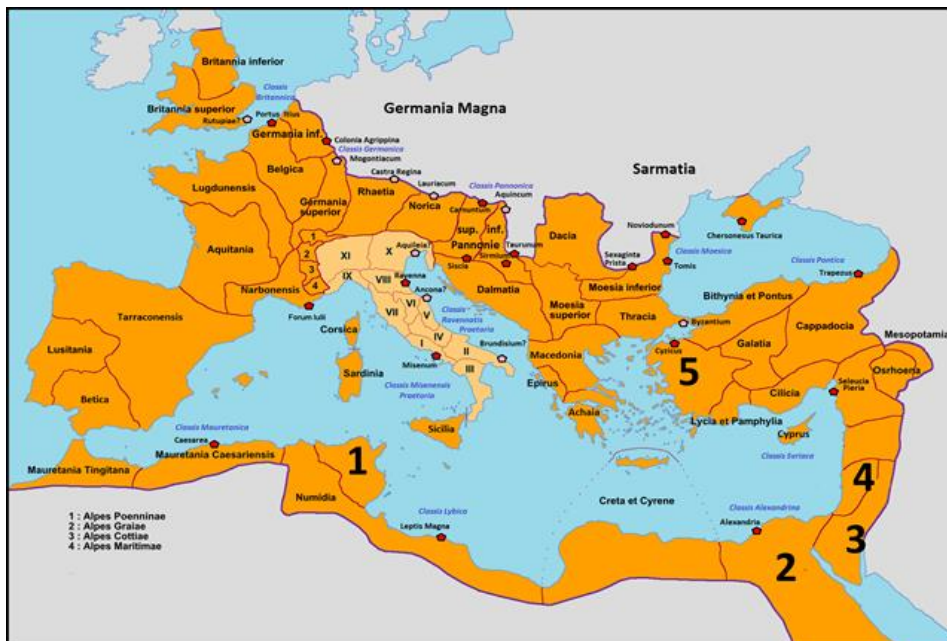 Britannia inferior
Classis
Britannica
Germania Magna
Britannia superior
Rutupiae?
Portus Itius
Germania inf.
Colonia Agrippina
Classis Germanica
Mogontiacum
Sarmatia
Belgica
Castra Regina
Lauriacum
Classis Pannonica
Aquincum
Lugdunensis
Rhaetia
Germania
superior
Norica
Carnuntum
sup.
inf.
Pannonie
Taurunum
Sirmium
Siscia
Dacia
Noviodunum
Chersonesus Taurica
Aquitania
1
2
3
4
XI
X
Aquileia?
IX
VIII
Ravenna
Ancona?
VI
V
VII
IV
I
II
III
Sexaginta
Prista
Classis Moesica
Tomis
Classis Pontica
Trapezus
Narbonensis
Forum Iulii
Dalmatia
Moesia inferior
Moesia
superior
Bithynia et Pontus
Tarraconensis
Corsica
Classis
Ravennatis
Praetoria
Thracia
Byzantium
Cappadocia
Mesopotamia
Lusitania
Misenum
Brundisium?
Macedonia
Cyzicus
Galatia
Osrhoena
Sardinia
Classis Misenensis
Praetoria
Epirus
5
Cilicia
Seleucia
Pieria
Betica
Achaia
Lycia et Pamphylia
Classis Mauretanica
Caesarea
Sicilia
Cyprus
Mauretania Caesariensis
Mauretania Tingitana
1
Classis Syriaca
4
Numidia
Creta et Cyrene
Classis Lybica
Leptis Magna
Classis Alexandrina
Alexandria
2
3
1 : Alpes Poenninae
2 : Alpes Graiae
3 : Alpes Cottiae
4 : Alpes Maritimae